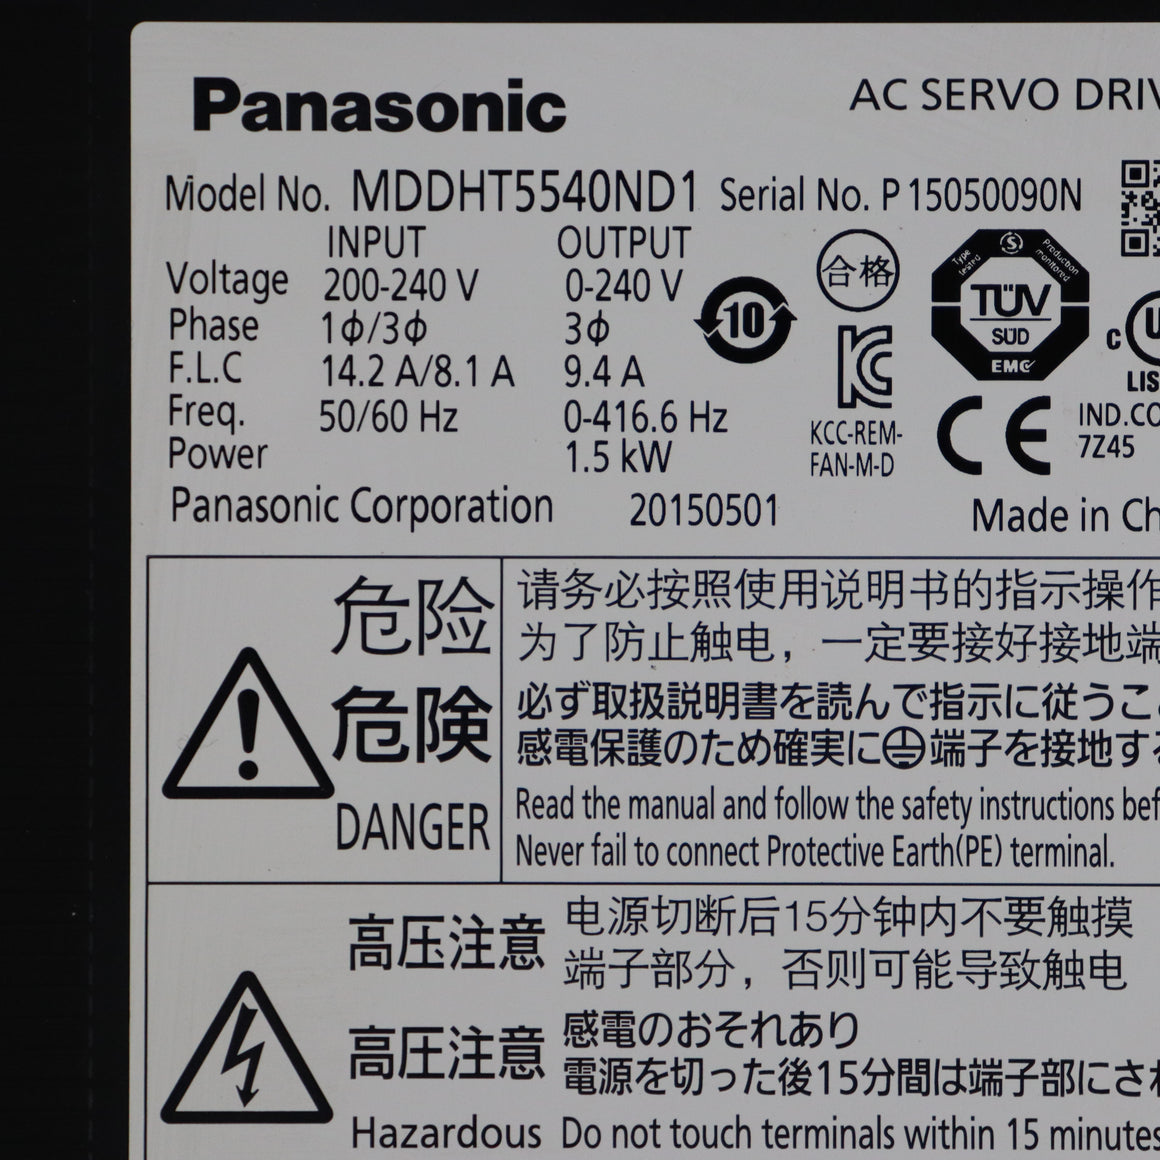 Panasonic
AC SERVO DRIV
Model No. MDDHT5540ND1 Serial No. P 15050090N
INPUT OUTPUT
Voltage 200-240 V 0-240 V
Phase 1ϕ/3ϕ 3ϕ
F.L.C 14.2 A/8.1 A 9.4 A
Freq. 50/60 Hz 0-416.6 Hz
Power 1.5 kW
Panasonic Corporation 20150501
10
合格
KC
KCC-REM-
FAN-M-D
Type tested
S
Production monitored
TÜV
SÜD
EMC
CE
C
LIS
IND.CO
7Z45
Made in Ch
危险
危険
DANGER
请务必按照使用说明书的指示操作
为了防止触电，一定要接好接地端
必ず取扱説明書を読んで指示に従うこ
感電保護のため確実に端子を接地す
Read the manual and follow the safety instructions bef
Never fail to connect Protective Earth(PE) terminal.
高压注意
电源切断后15分钟内不要触摸
端子部分，否则可能导致触电
高圧注意
感電のおそれあり
電源を切った後15分間は端子部にさ
Hazardous Do not touch terminals within 15 minutes